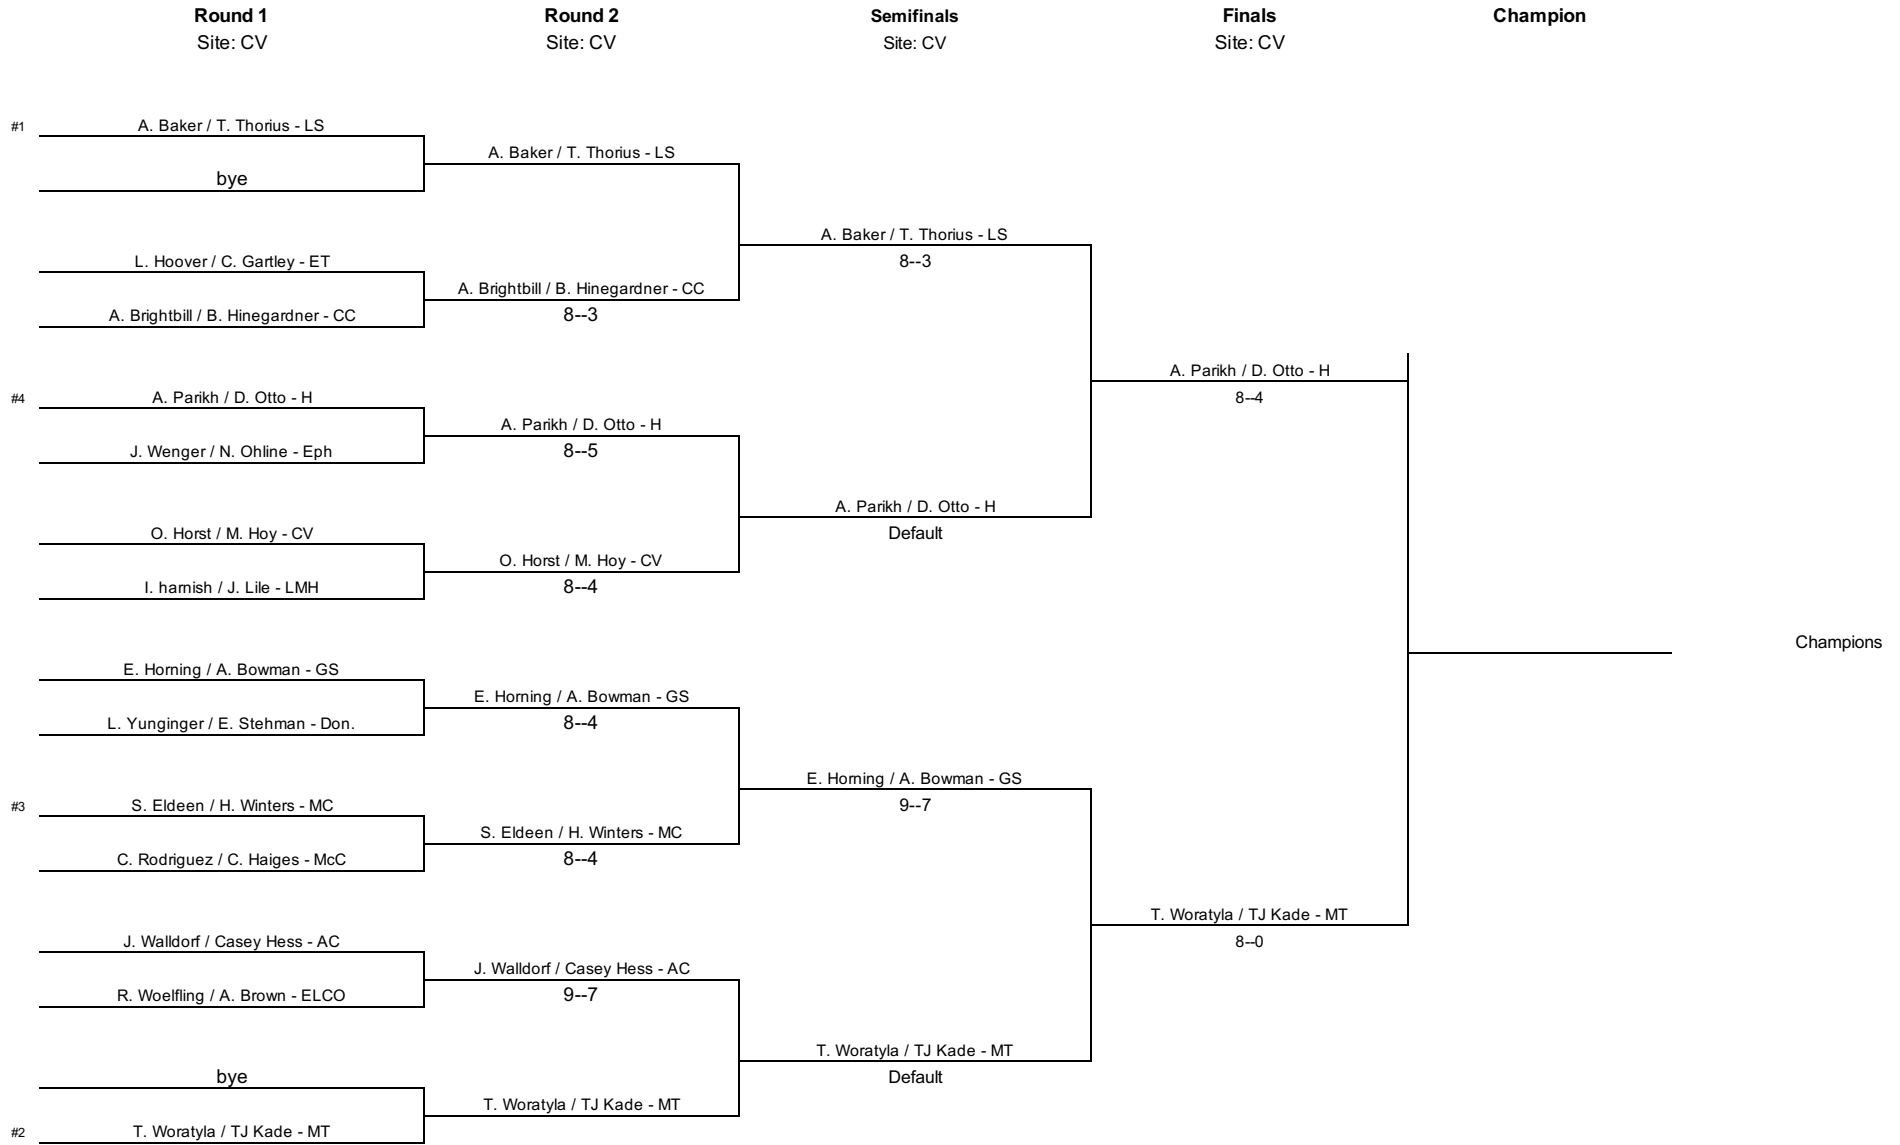 Round 1 Round 2 Semifinals Finals Champion
Site: CV Site: CV Site: CV Site: CV
#1 A. Baker / T. Thorius - LS
A. Baker / T. Thorius - LS
bye
A. Baker / T. Thorius - LS
L. Hoover / C. Gartley - ET
8--3
A. Brightbill / B. Hinegardner - CC
A. Brightbill / B. Hinegardner - CC
8--3
A. Parikh / D. Otto - H
#4 A. Parikh / D. Otto - H
8--4
A. Parikh / D. Otto - H
J. Wenger / N. Ohline - Eph
8--5
A. Parikh / D. Otto - H
O. Horst / M. Hoy - CV
Default
O. Horst / M. Hoy - CV
I. harnish / J. Lile - LMH
8--4
Champions
E. Horning / A. Bowman - GS
E. Horning / A. Bowman - GS
L. Yunginger / E. Stehman - Don.
8--4
E. Horning / A. Bowman - GS
#3 S. Eldeen / H. Winters - MC
9--7
S. Eldeen / H. Winters - MC
C. Rodriguez / C. Haiges - McC
8--4
T. Woratyla / TJ Kade - MT
J. Walldorf / Casey Hess - AC
8--0
J. Walldorf / Casey Hess - AC
R. Woelfling / A. Brown - ELCO
9--7
T. Woratyla / TJ Kade - MT
bye
Default
T. Woratyla / TJ Kade - MT
#2 T. Woratyla / TJ Kade - MT